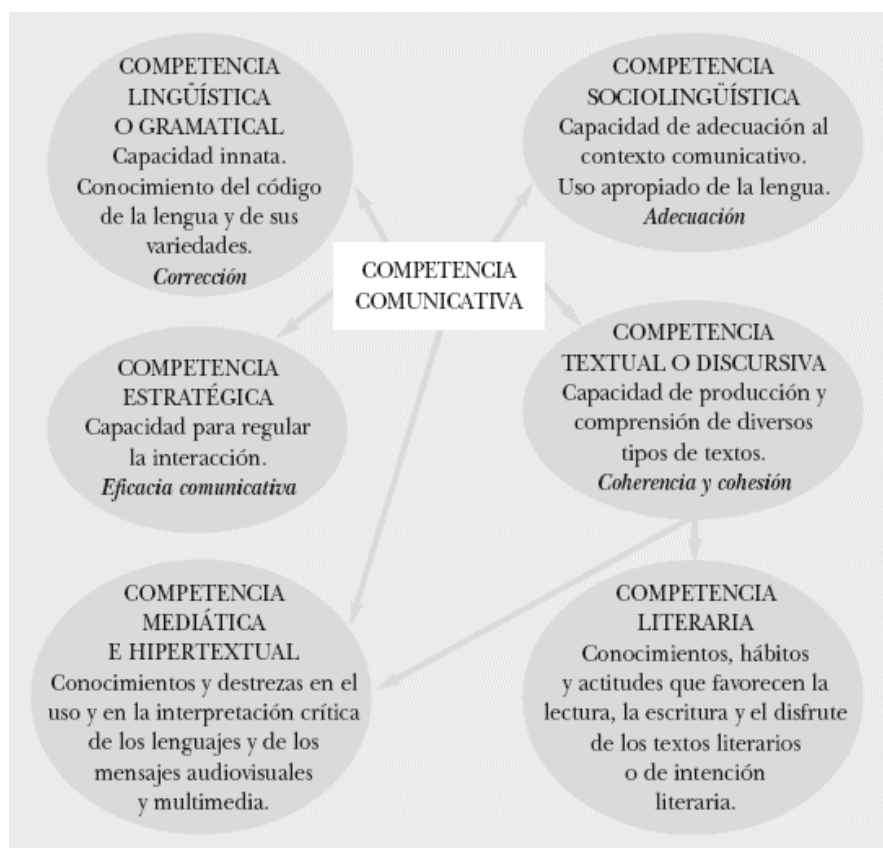 COMPETENCIA
LINGÜÍSTICA
O GRAMATICAL
Capacidad innata.
Conocimiento del código
de la lengua y de sus
variedades.
Corrección
COMPETENCIA
SOCIOLINGÜÍSTICA
Capacidad de adecuación al
contexto comunicativo.
Uso apropiado de la lengua.
Adecuación
COMPETENCIA
COMUNICATIVA
COMPETENCIA
ESTRATÉGICA
Capacidad para regular
la interacción.
Eficacia comunicativa
COMPETENCIA
TEXTUAL O DISCURSIVA
Capacidad de producción y
comprensión de diversos
tipos de textos.
Coherencia y cohesión
COMPETENCIA
MEDIÁTICA
E HIPERTEXTUAL
Conocimientos y destrezas en el
uso y en la interpretación crítica
de los lenguajes y de los
mensajes audiovisuales
y multimedia.
COMPETENCIA
LITERARIA
Conocimientos, hábitos
y actitudes que favorecen la
lectura, la escritura y el disfrute
de los textos literarios
o de intención
literaria.